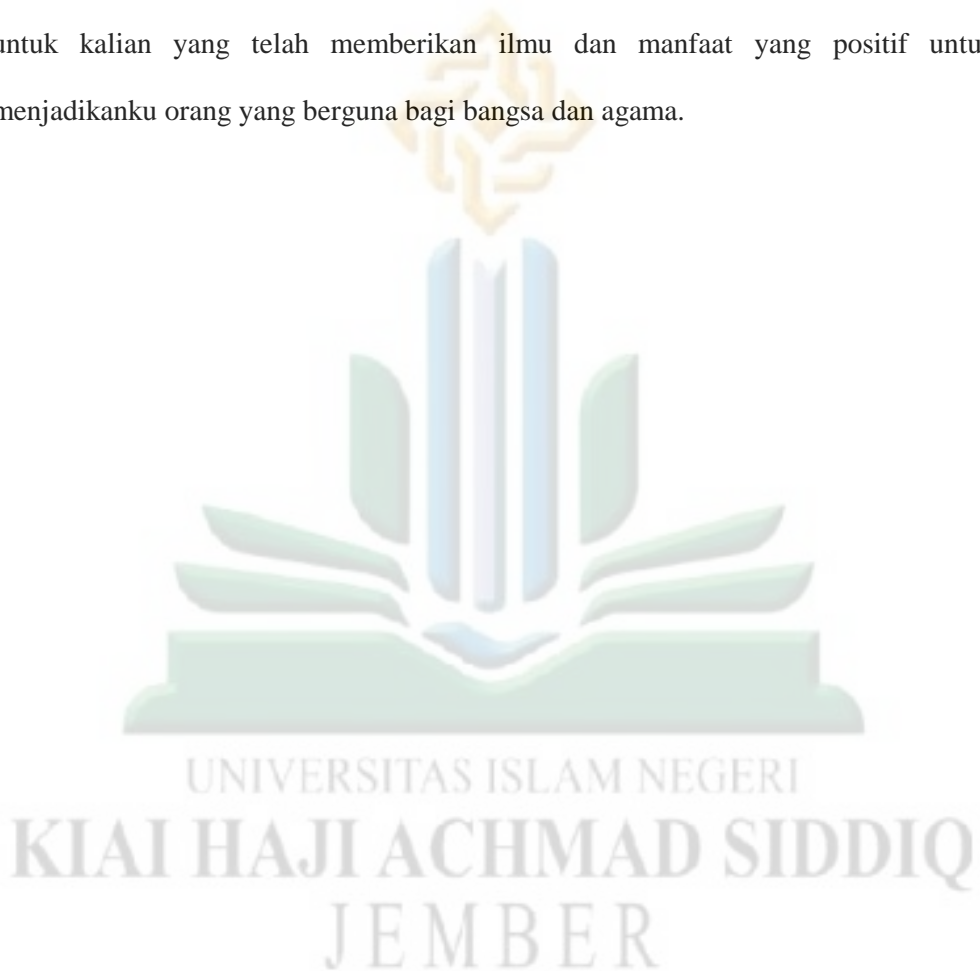 untuk kalian yang telah memberikan ilmu dan manfaat yang positif untu
menjadikanku orang yang berguna bagi bangsa dan agama.
UNIVERSITAS ISLAM NEGERI
KIAI HAJI ACHMAD SIDDIQ
JEMBER